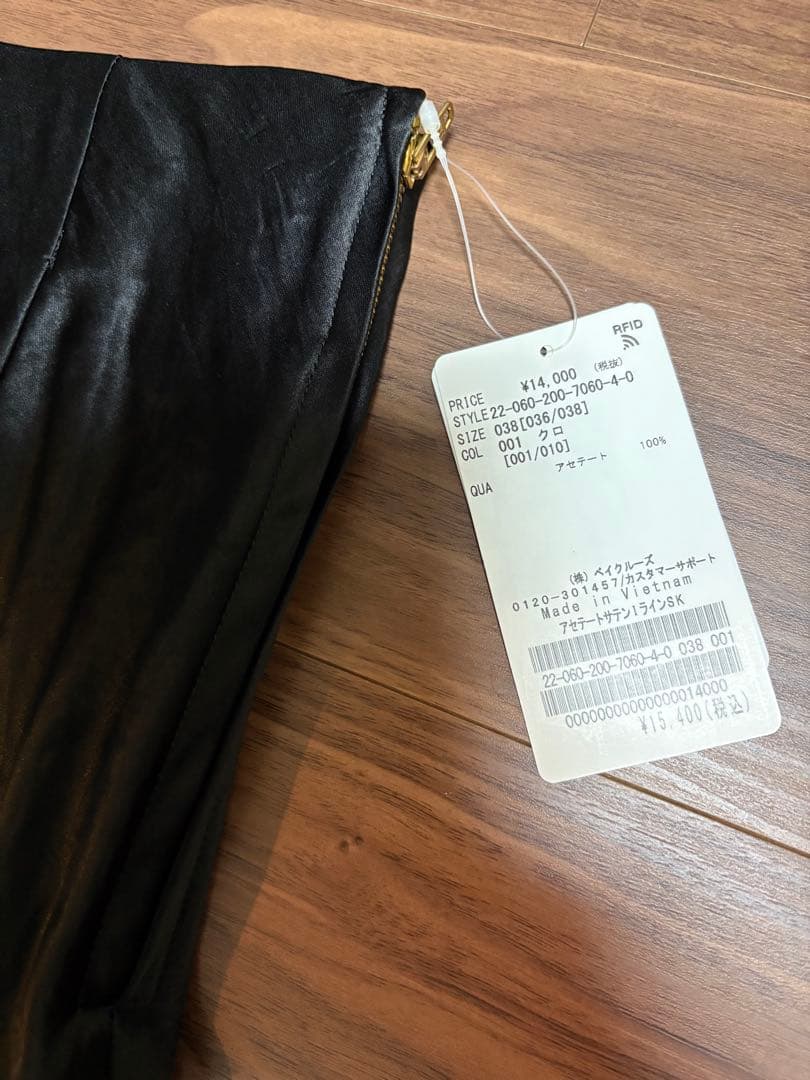 RFID
PRICE ¥14,000 (税抜)
STYLE 22-060-200-7060-4-0
SIZE 038[036/038]
COL 001 クロ
[001/010]
QUA アセテート 100%
(株) ベイクルーズ
0120-301457/カスタマーサポート
Made in Vietnam
アセテートサテンIラインSK
22-060-200-7060-4-0 038 001
0000000000000014000
¥15,400(税込)